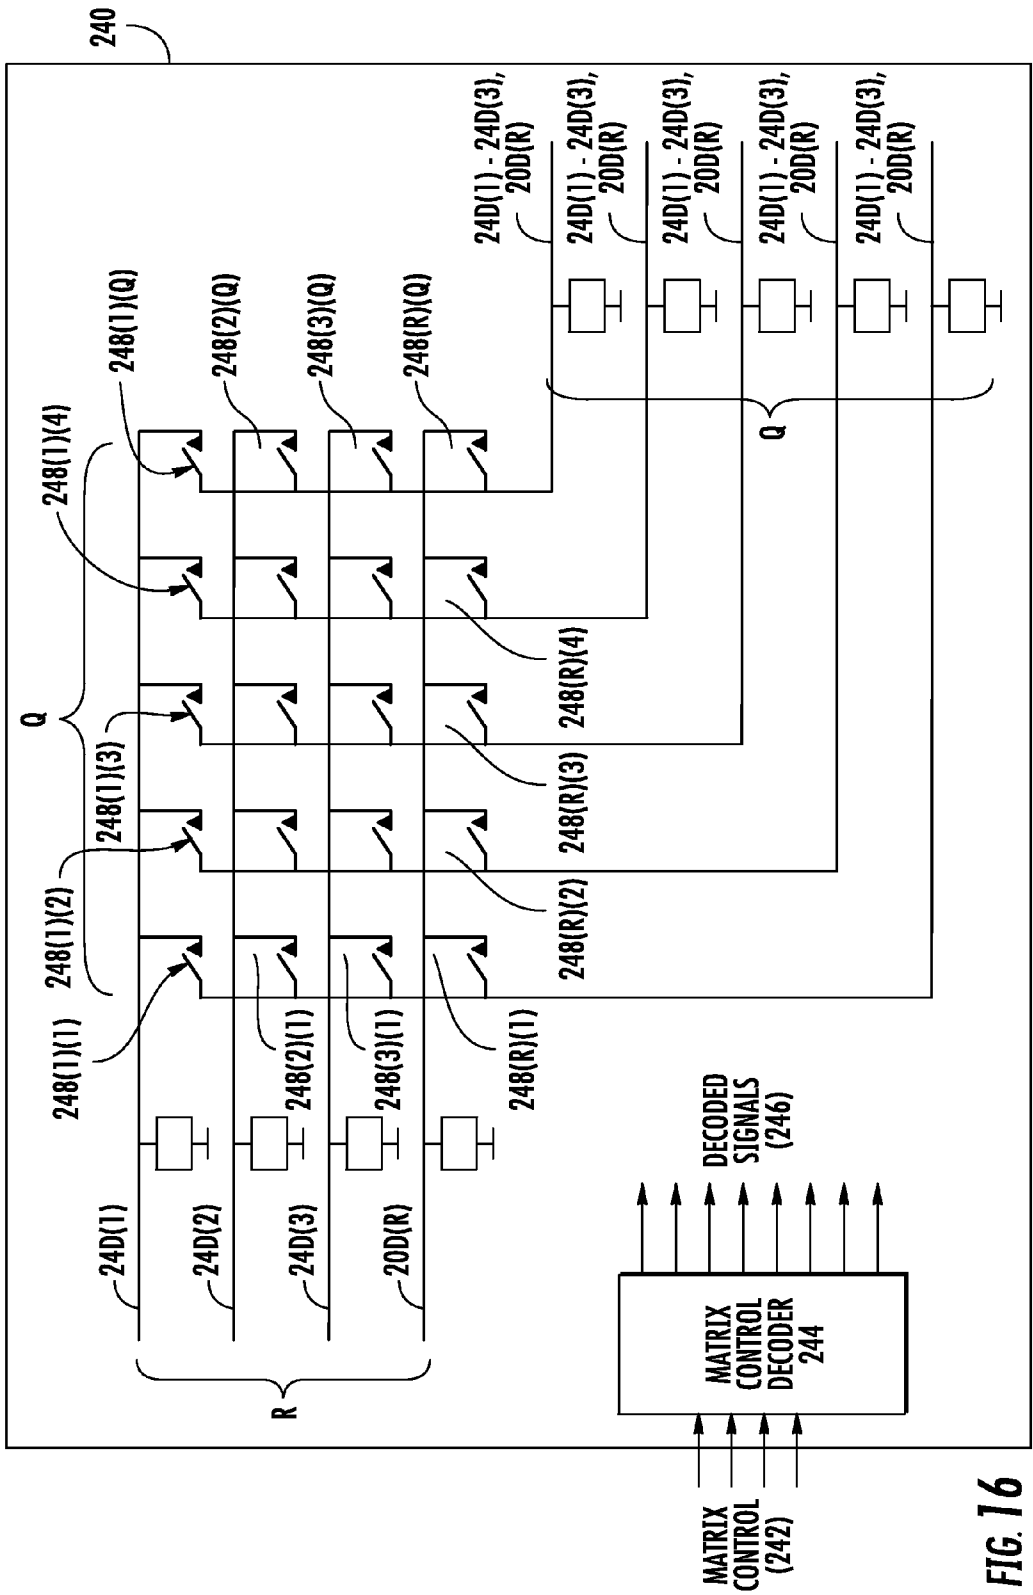 240
248(1)(4)
Q
248(1)(Q)
248(1)(3)
248(1)(2)
248(2)(Q)
248(1)(1)
248(3)(Q)
24D(1)
248(R)(Q)
24D(2)
248(2)(1)
24D(3)
248(3)(1)
20D(R)
R
248(R)(1)
248(R)(2)
248(R)(3)
248(R)(4)
24D(1) - 24D(3),
20D(R)
24D(1) - 24D(3),
20D(R)
24D(1) - 24D(3),
20D(R)
24D(1) - 24D(3),
20D(R)
24D(1) - 24D(3),
20D(R)
Q
MATRIX
CONTROL
(242)
MATRIX
CONTROL
DECODER
244
DECODED
SIGNALS
(246)
FIG. 16